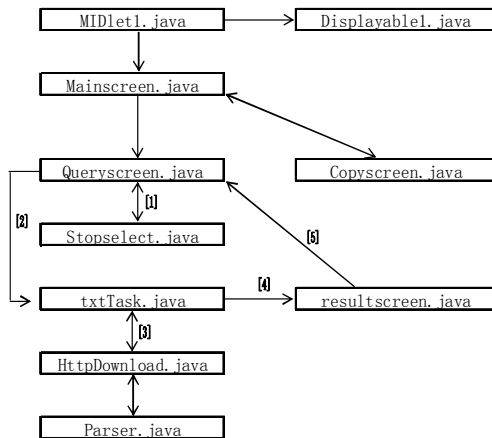 MIDlet1.java
Displayable1.java
Mainscreen.java
Queryscreen.java
Copyscreen.java
[1]
[2]
Stopselect.java
[5]
txtTask.java
[4]
resultscreen.java
[3]
HttpDownload.java
Parser.java